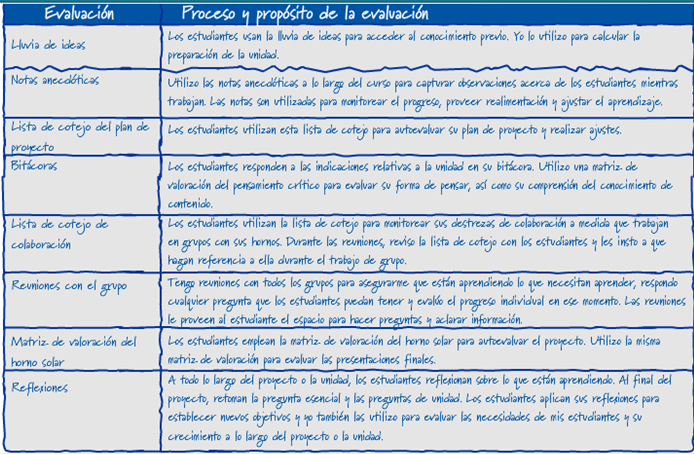 Evaluación Proceso y propósito de la evaluación
Lluvia de ideas
Los estudiantes usan la lluvia de ideas para acceder al conocimiento previo. Yo lo utilizo para calcular la
preparación de la unidad.
Notas anecdóticas
Utilizo las notas anecdóticas a lo largo del curso para capturar observaciones acerca de los estudiantes mientras
trabajan. Las notas son utilizadas para monitorear el progreso, proveer realimentación y ajustar el aprendizaje.
Lista de cotejo del plan de
proyecto
Los estudiantes utilizan esta lista de cotejo para autoevaluar su plan de proyecto y realizar ajustes.
Bitácoras
Los estudiantes responden a las indicaciones relativas a la unidad en su bitácora. Utilizo una matriz de
valoración del pensamiento crítico para evaluar su forma de pensar, así como su comprensión del conocimiento de
contenido.
Lista de cotejo de
colaboración
Los estudiantes utilizan la lista de cotejo para monitorear sus destrezas de colaboración a medida que trabajan
en grupos con sus hornos. Durante las reuniones, reviso la lista de cotejo con los estudiantes y les insto a que
hagan referencia a ella durante el trabajo de grupo.
Reuniones con el grupo
Tengo reuniones con todos los grupos para asegurarme que están aprendiendo lo que necesitan aprender, respondo
cualquier pregunta que los estudiantes puedan tener y evalúo el progreso individual en ese momento. Las reuniones
le proveen al estudiante el espacio para hacer preguntas y aclarar información.
Matriz de valoración del
horno solar
Los estudiantes emplean la matriz de valoración del horno solar para autoevaluar el proyecto. Utilizo la misma
matriz de valoración para evaluar las presentaciones finales.
Reflexiones
A todo lo largo del proyecto o la unidad, los estudiantes reflexionan sobre lo que están aprendiendo. Al final del
proyecto, retoman la pregunta esencial y las preguntas de unidad. Los estudiantes aplican sus reflexiones para
establecer nuevos objetivos y yo también las utilizo para evaluar las necesidades de mis estudiantes y su
crecimiento a lo largo del proyecto o la unidad.